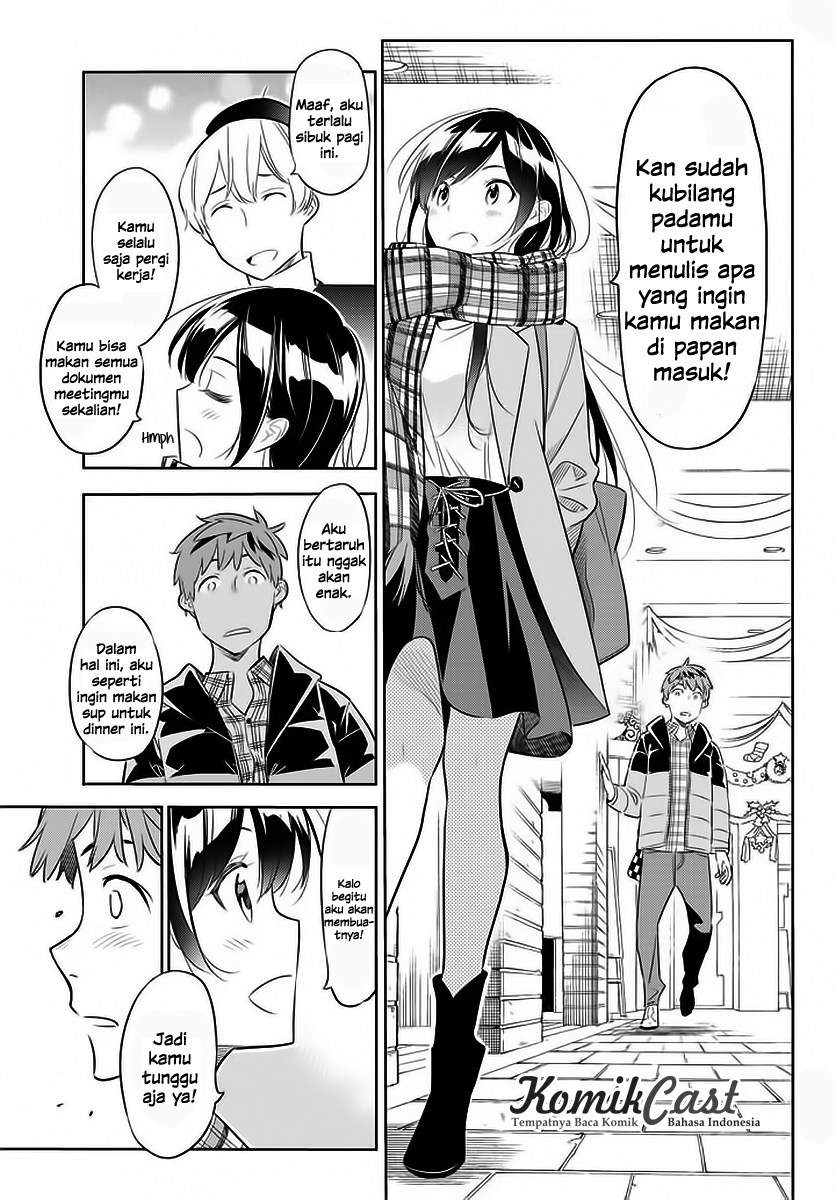 Kan sudah
kubilang
padamu
untuk
menulis apa
yang ingin
kamu makan
di papan
masuk!
Maaf, aku
terlalu
sibuk pagi
ini.
Kamu
selalu
saja pergi
kerja!
Kamu bisa
makan semua
dokumen
meetingmu
sekalian!
Hmph
Aku
bertaruh
itu nggak
akan
enak.
Dalam
hal ini, aku
seperti
ingin makan
sup untuk
dinner ini.
Kalo
begitu
aku akan
membua-
tnya!
Jadi
kamu
tunggu
aja ya!
KomikCast
Tempatnya Baca Komik Bahasa Indonesia